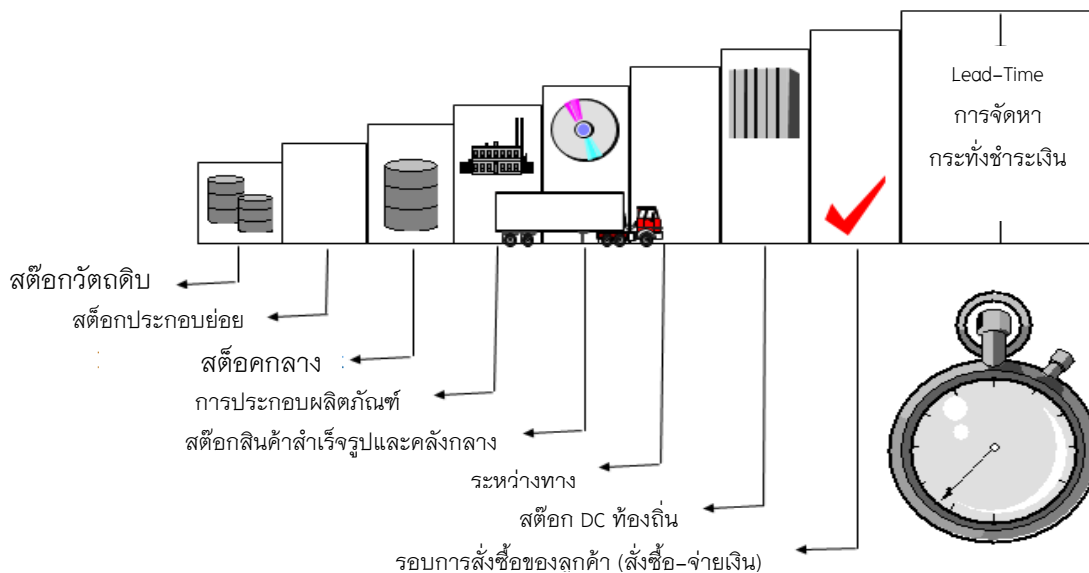 Lead-Time
การจัดหา
กระทั่งชำระเงิน
สต๊อกวัตถดิบ
สต็อกประกอบย่อย
สต็อคกลาง
การประกอบผลิตภัณฑ์
สต๊อกสินค้าสำเร็จรูปและคลังกลาง
ระหว่างทาง
สต๊อก DC ท้องถิ่น
รอบการสั่งซื้อของลูกค้า (สั่งซื้อ-จ่ายเงิน)